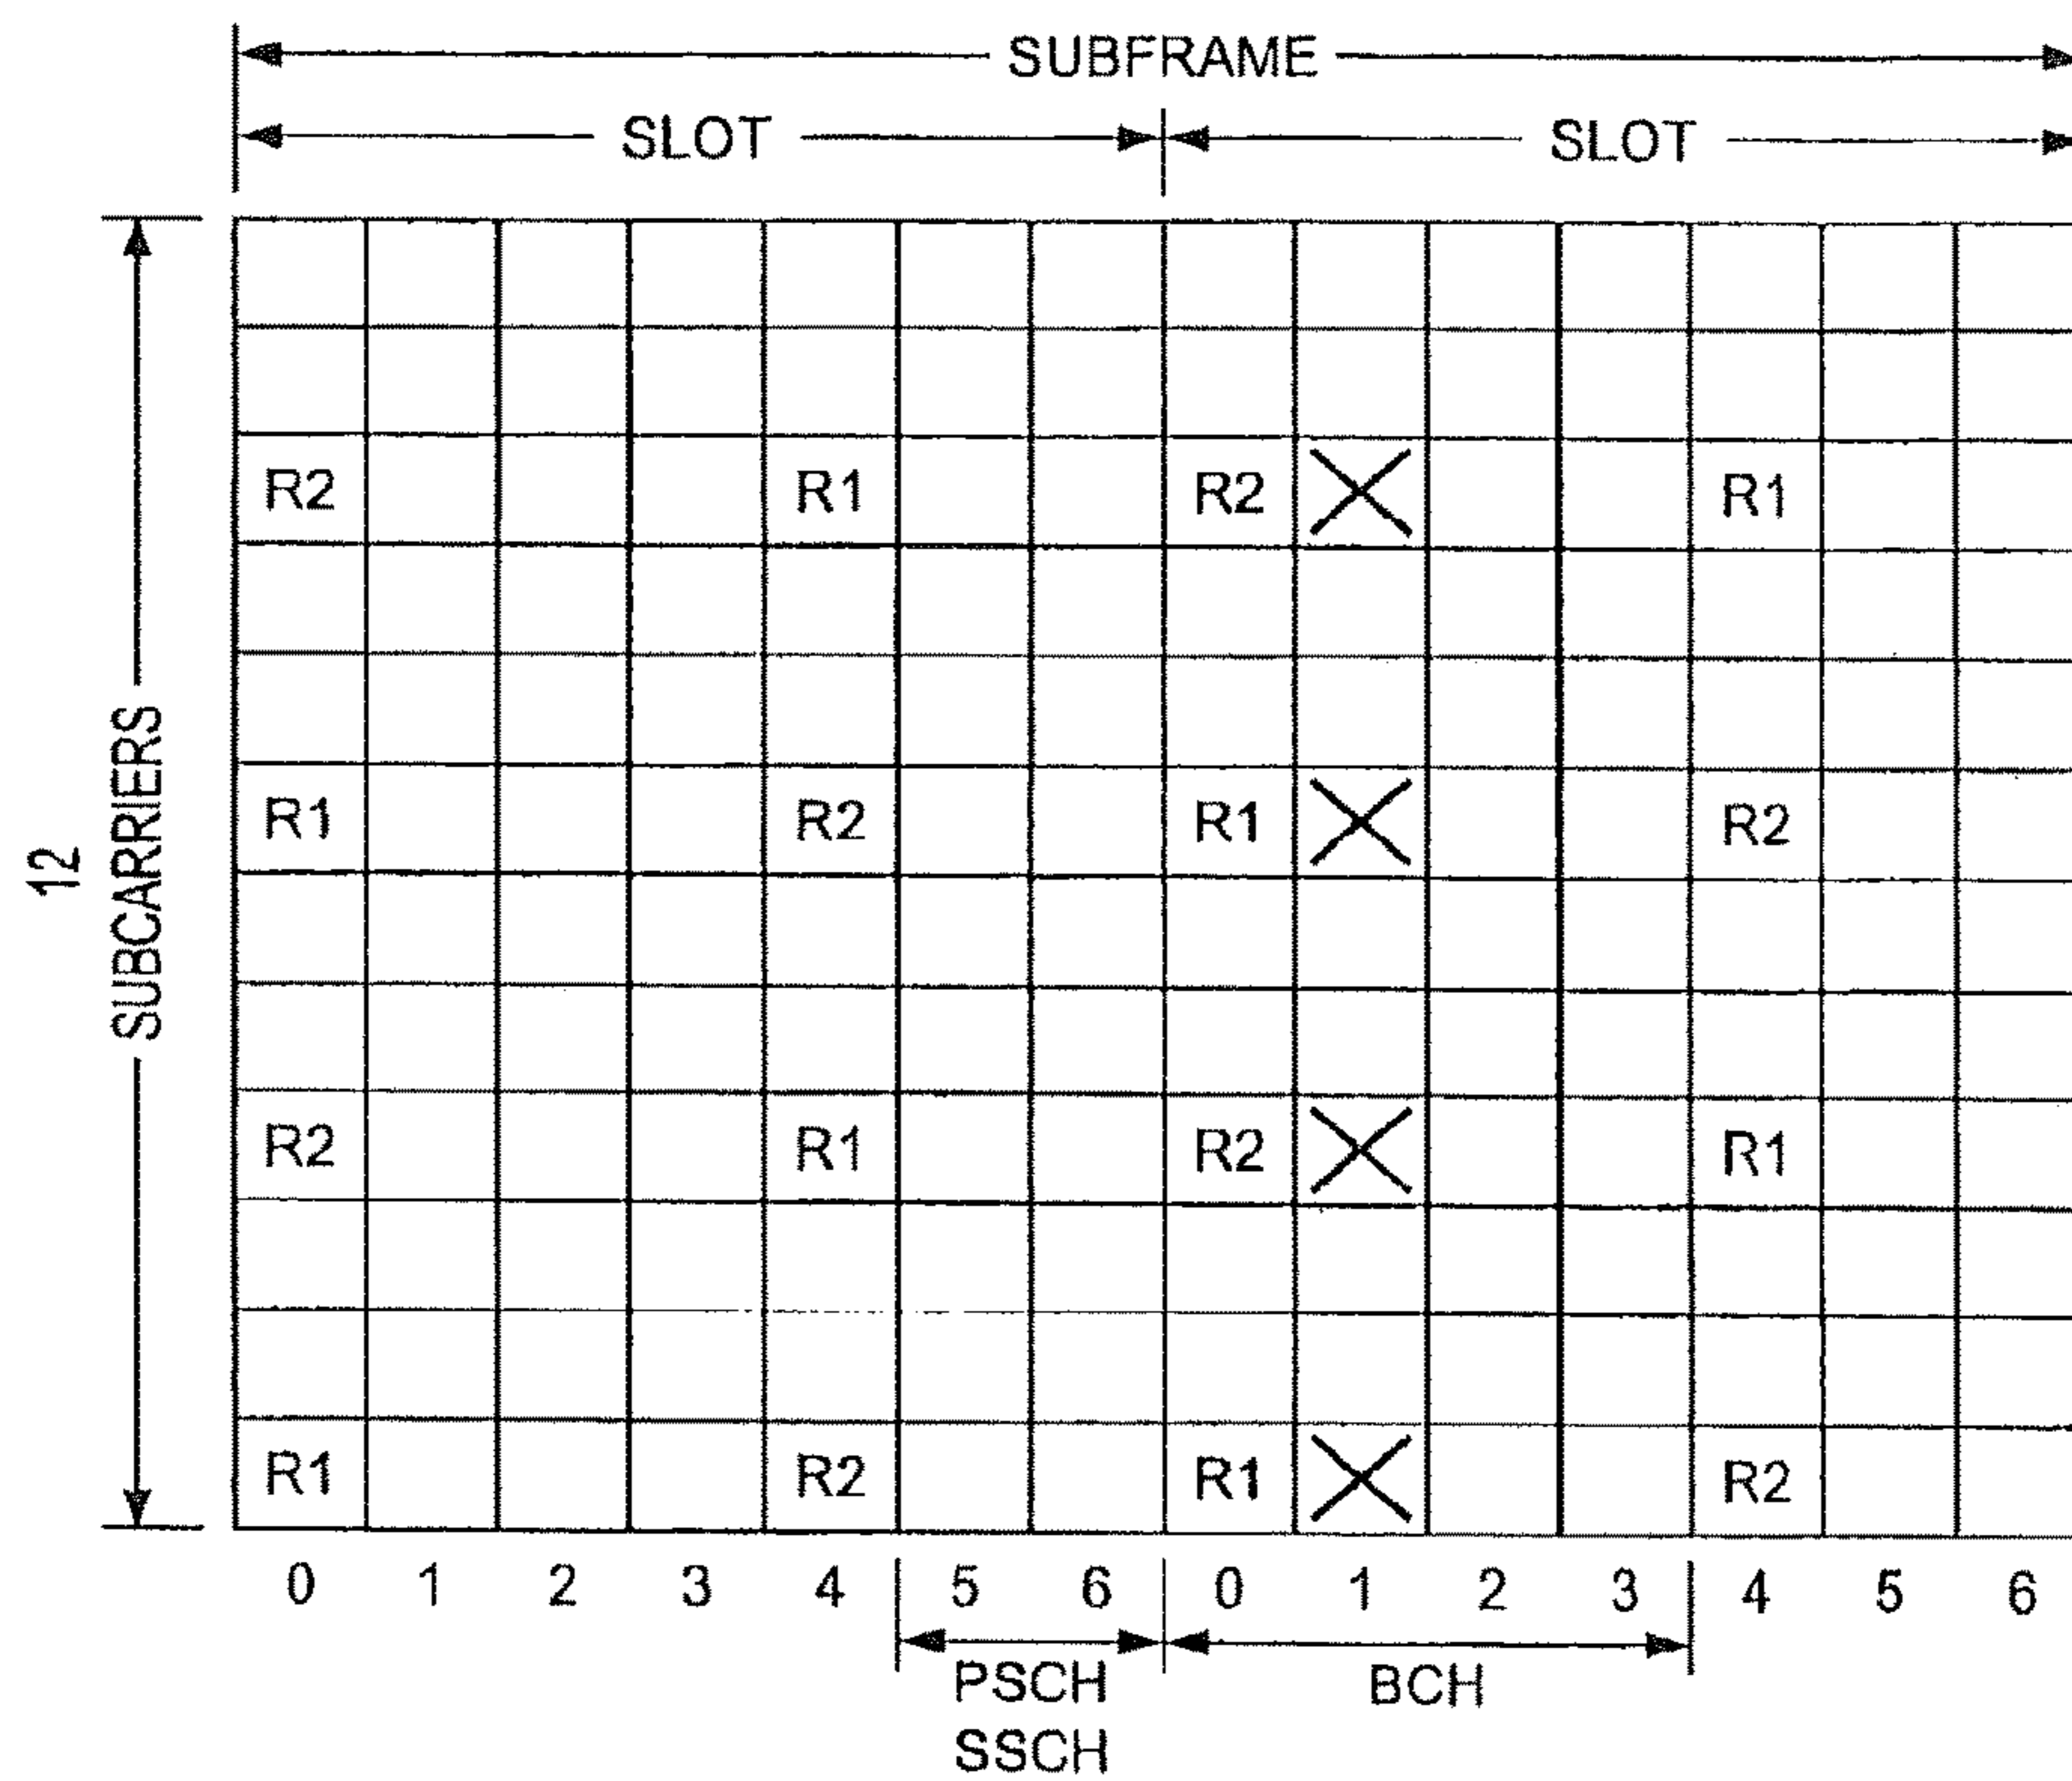 SUBFRAME
SLOT SLOT
R2 R1 R2 R1
R1 R2 R1 R2
R2 R1 R2 R1
R1 R2 R1 R2
12
SUBCARRIERS
0 1 2 3 4 5 6 0 1 2 3 4 5 6
PSCH BCH
SSCH